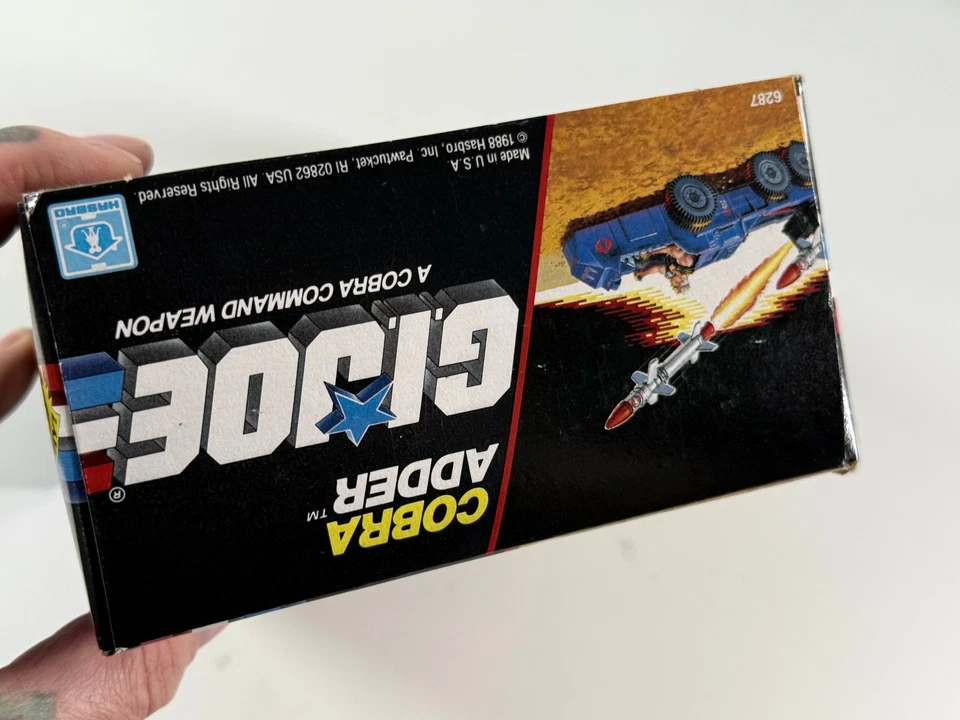 COBRA
ADDER™
G.I.JOE®
A COBRA COMMAND WEAPON
HASBRO®
Made in U.S.A.
© 1988 Hasbro, Inc. Pawtucket, RI 02862 USA. All Rights Reserved.
6287